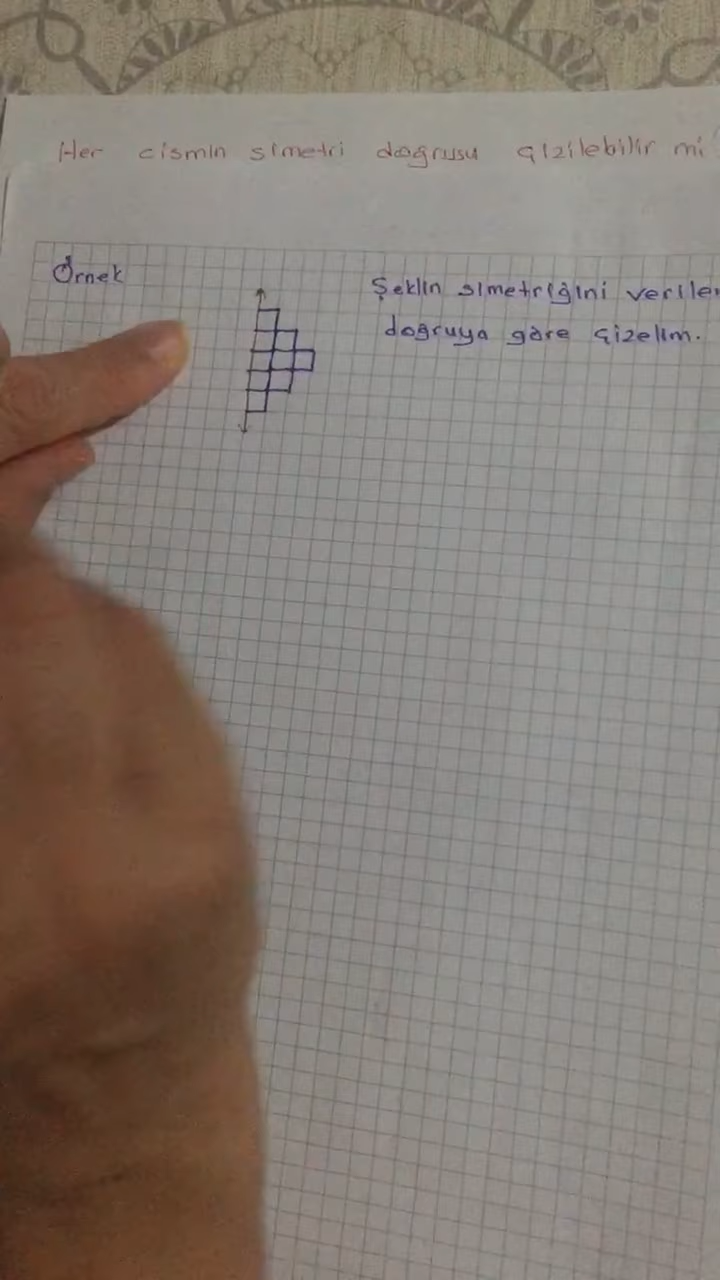 Her cismin simetri doğrusu çizilebilir mi
Örnek
Şeklin simetriğini verilen
doğruya göre çizelim.